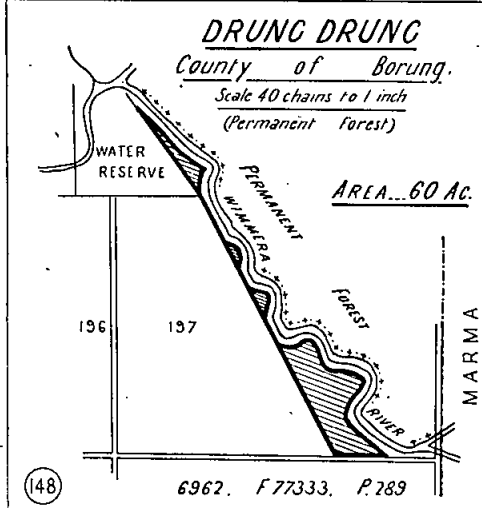 DRUNG DRUNG
County of Borung.
Scale 40 chains to 1 inch
(Permanent Forest)
WATER
RESERVE
PERMANENT
WIMMERA
AREA...60 Ac.
FOREST
196
197
MARMA
RIVER
148
6962. F 77333. P. 289